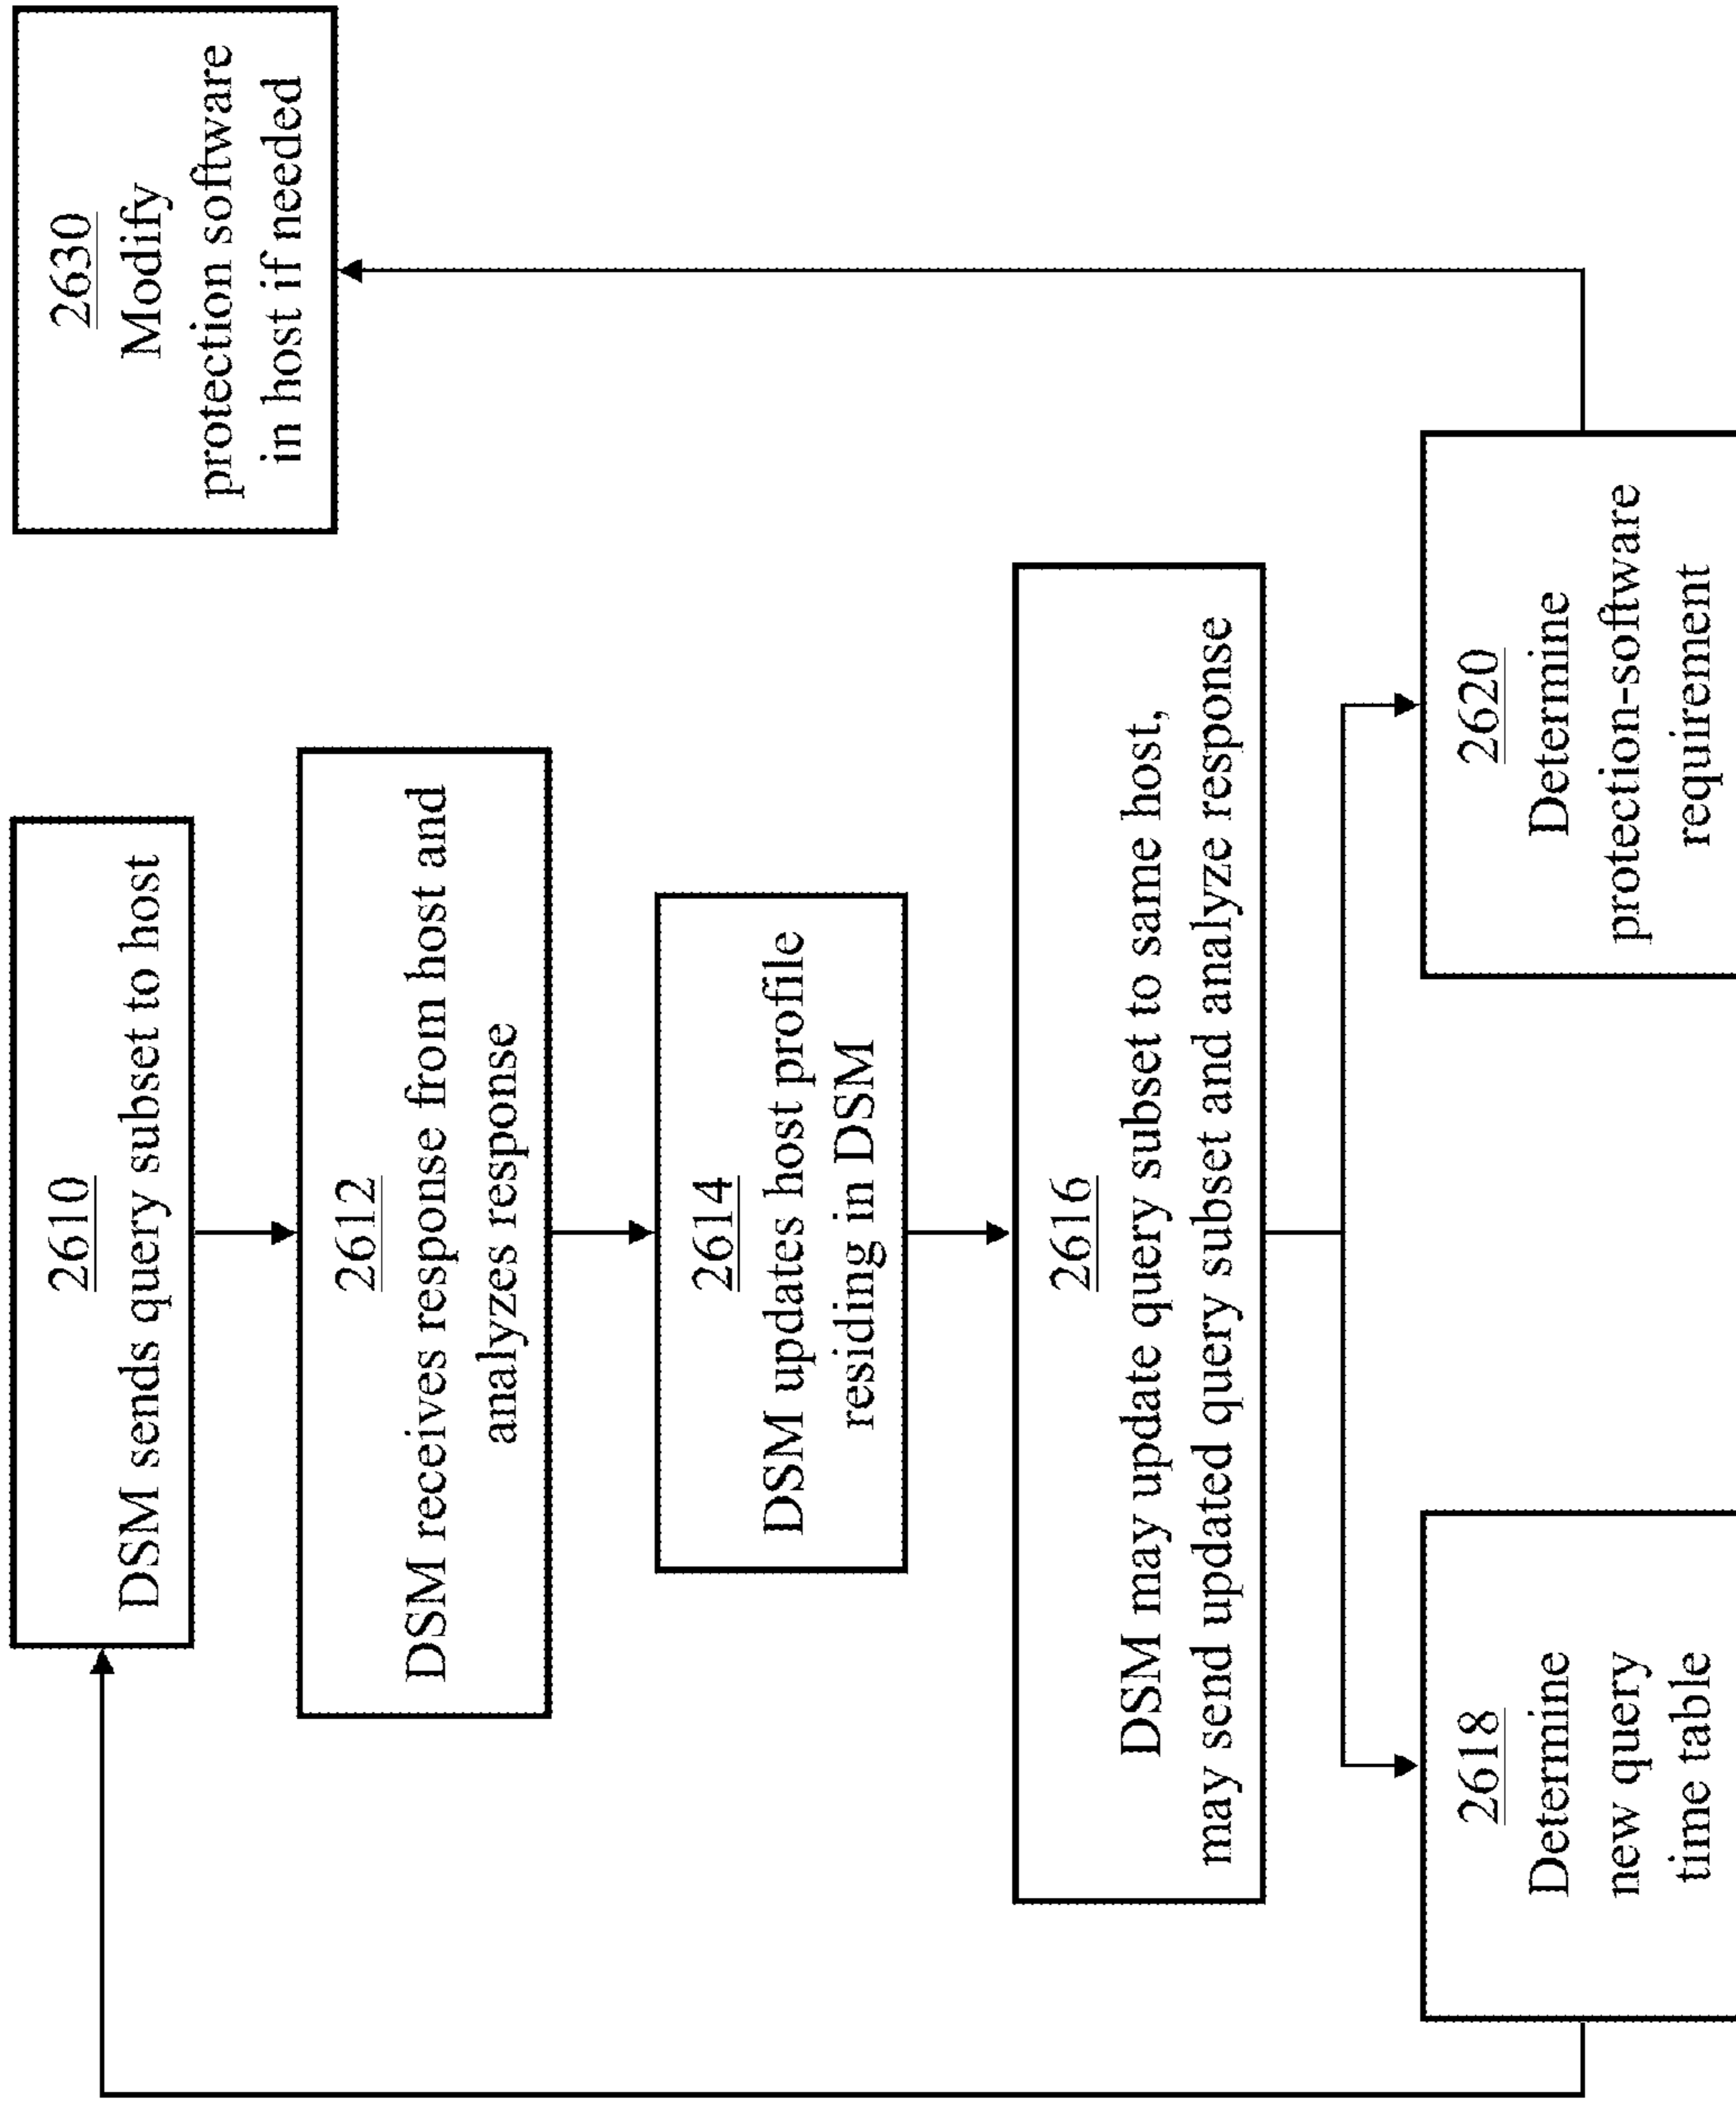 2610
DSM sends query subset to host
2612
DSM receives response from host and
analyzes response
2614
DSM updates host profile
residing in DSM
2616
DSM may update query subset to same host,
may send updated query subset and analyze response
2618
Determine
new query
time table
2620
Determine
protection-software
requirement
2630
Modify
protection software
in host if needed